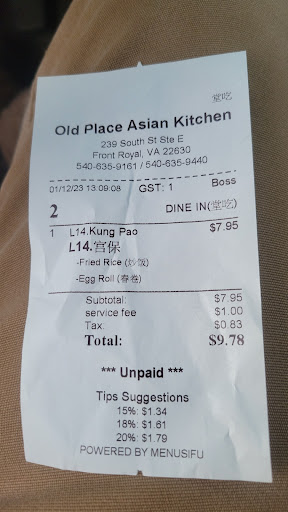 堂吃
Old Place Asian Kitchen
239 South St Ste E
Front Royal, VA 22630
540-635-9161 / 540-635-9440
01/12/23 13:09:08 GST: 1 Boss
2 DINE IN(堂吃)
1 L14.Kung Pao $7.95
L14.宫保
-Fried Rice (炒饭)
-Egg Roll (春卷)
Subtotal: $7.95
service fee $1.00
Tax: $0.83
Total: $9.78
*** Unpaid ***
Tips Suggestions
15%: $1.34
18%: $1.61
20%: $1.79
POWERED BY MENUSIFU